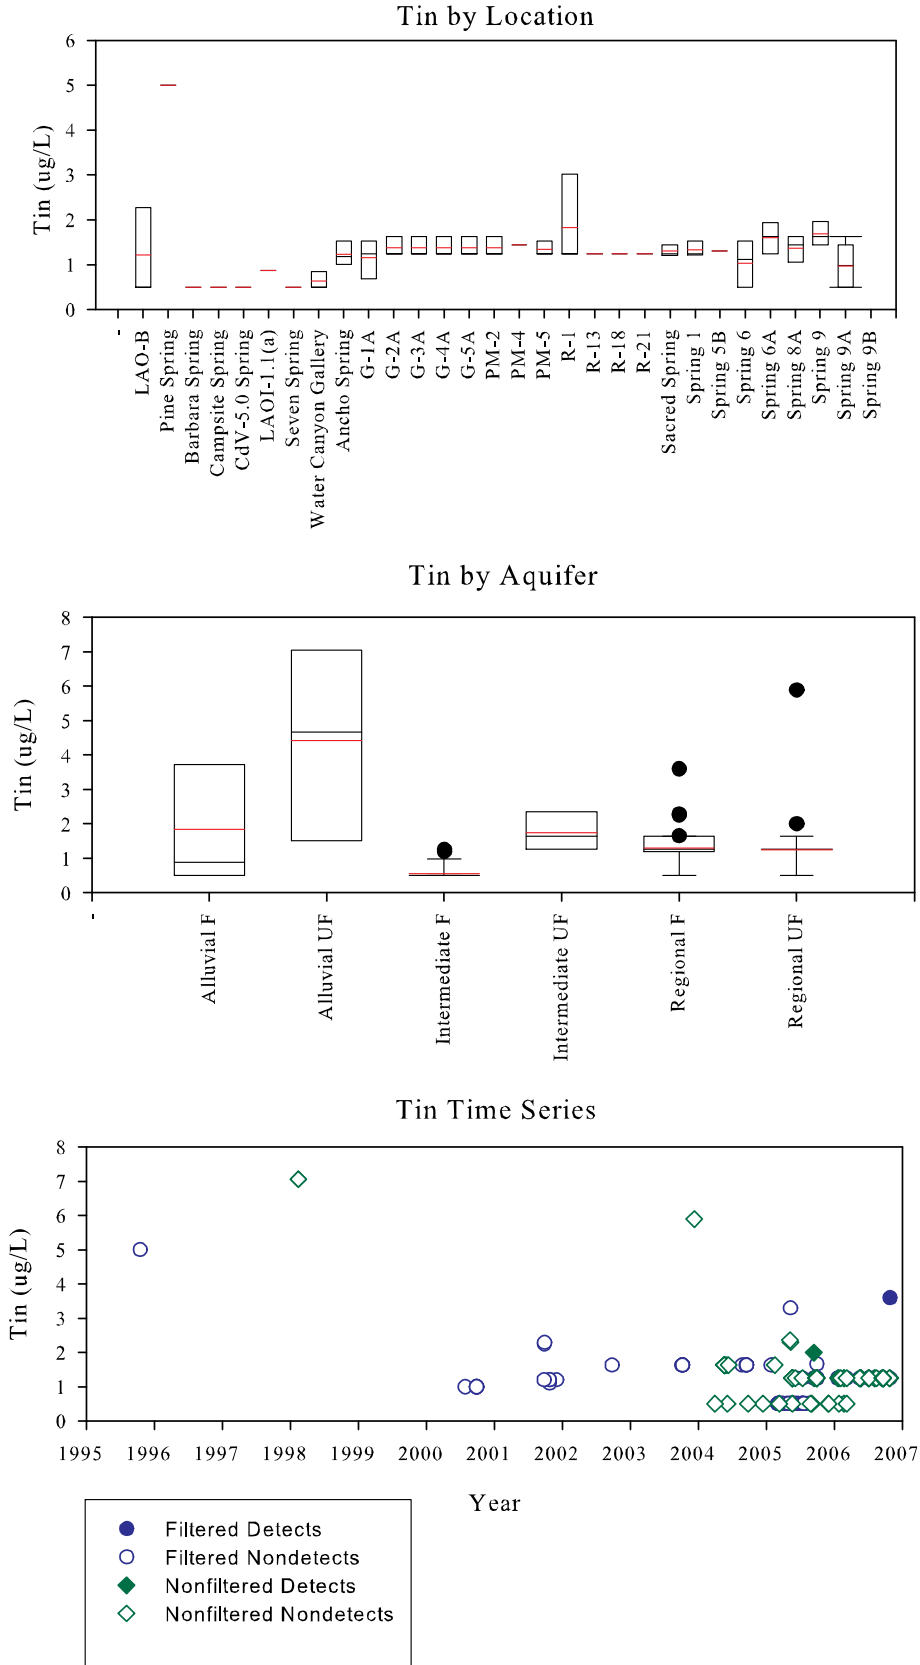 Tin by Location
6
5
4
3
2
1
0
Tin (ug/L)
-
LAO-B
Pine Spring
Barbara Spring
Campsite Spring
CdV-5.0 Spring
LAOI-1.1(a)
Seven Spring
Water Canyon Gallery
Ancho Spring
G-1A
G-2A
G-3A
G-4A
G-5A
PM-2
PM-4
PM-5
R-1
R-13
R-18
R-21
Sacred Spring
Spring 1
Spring 5B
Spring 6
Spring 6A
Spring 8A
Spring 9
Spring 9A
Spring 9B
Tin by Aquifer
8
7
6
5
4
3
2
1
0
Tin (ug/L)
-
Alluvial F
Alluvial UF
Intermediate F
Intermediate UF
Regional F
Regional UF
Tin Time Series
8
7
6
5
4
3
2
1
0
Tin (ug/L)
1995 1996 1997 1998 1999 2000 2001 2002 2003 2004 2005 2006 2007
Year
Filtered Detects
Filtered Nondetects
Nonfiltered Detects
Nonfiltered Nondetects